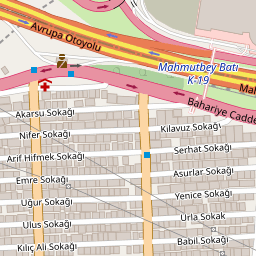 Avrupa Otoyolu
II
Mahmutbey Batı
K-19
Mah
Bahariye Cadde
Akarsu Sokağı
Kılavuz Sokağı
Nifer Sokağı
Serhat Sokağı
Arif Hifmek Sokağı
Asurlar Sokağı
Emre Sokağı
Yenice Sokağı
Uğur Sokağı
Urla Sokak
Ulus Sokağı
Babil Sokağı
Kılıç Ali Sokağı